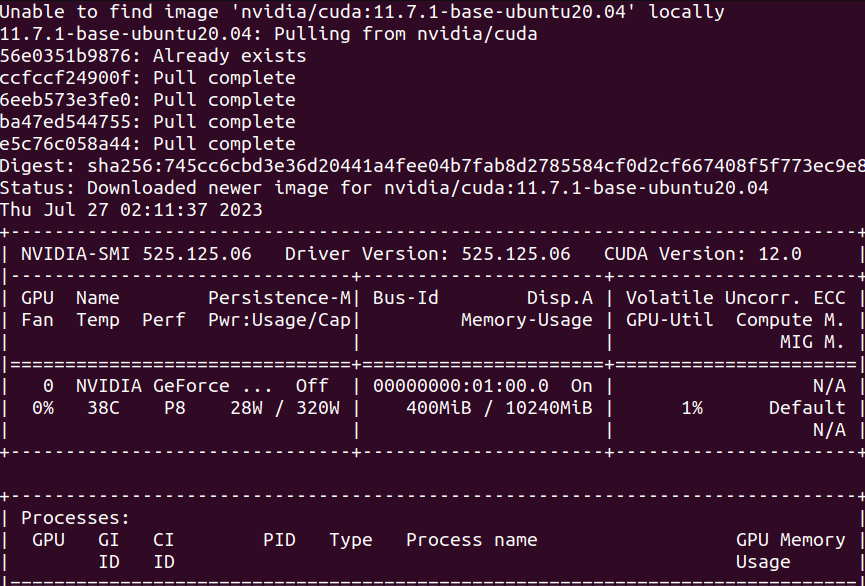 Unable to find image 'nvidia/cuda:11.7.1-base-ubuntu20.04' locally
11.7.1-base-ubuntu20.04: Pulling from nvidia/cuda
56e0351b9876: Already exists
ccfccf24900f: Pull complete
6eeb573e3fe0: Pull complete
ba47ed544755: Pull complete
e5c76c058a44: Pull complete
Digest: sha256:745cc6cbd3e36d20441a4fee04b7fab8d2785584cf0d2cf667408f5f773ec9e8
Status: Downloaded newer image for nvidia/cuda:11.7.1-base-ubuntu20.04
Thu Jul 27 02:11:37 2023
+-----------------------------------------------------------------------------+
| NVIDIA-SMI 525.125.06   Driver Version: 525.125.06   CUDA Version: 12.0     |
|-------------------------------+----------------------+----------------------+
| GPU  Name        Persistence-M| Bus-Id        Disp.A | Volatile Uncorr. ECC |
| Fan  Temp  Perf  Pwr:Usage/Cap|         Memory-Usage | GPU-Util  Compute M. |
|                               |                      |               MIG M. |
|===============================+======================+======================|
|   0  NVIDIA GeForce ...  Off  | 00000000:01:00.0  On |                  N/A |
|  0%   38C    P8    28W / 320W |    400MiB / 10240MiB |      1%      Default |
|                               |                      |                  N/A |
+-------------------------------+----------------------+----------------------+
+-----------------------------------------------------------------------------+
| Processes:                                                                  |
|  GPU   GI   CI        PID   Type   Process name                  GPU Memory |
|        ID   ID                                                   Usage      |
|=============================================================================|